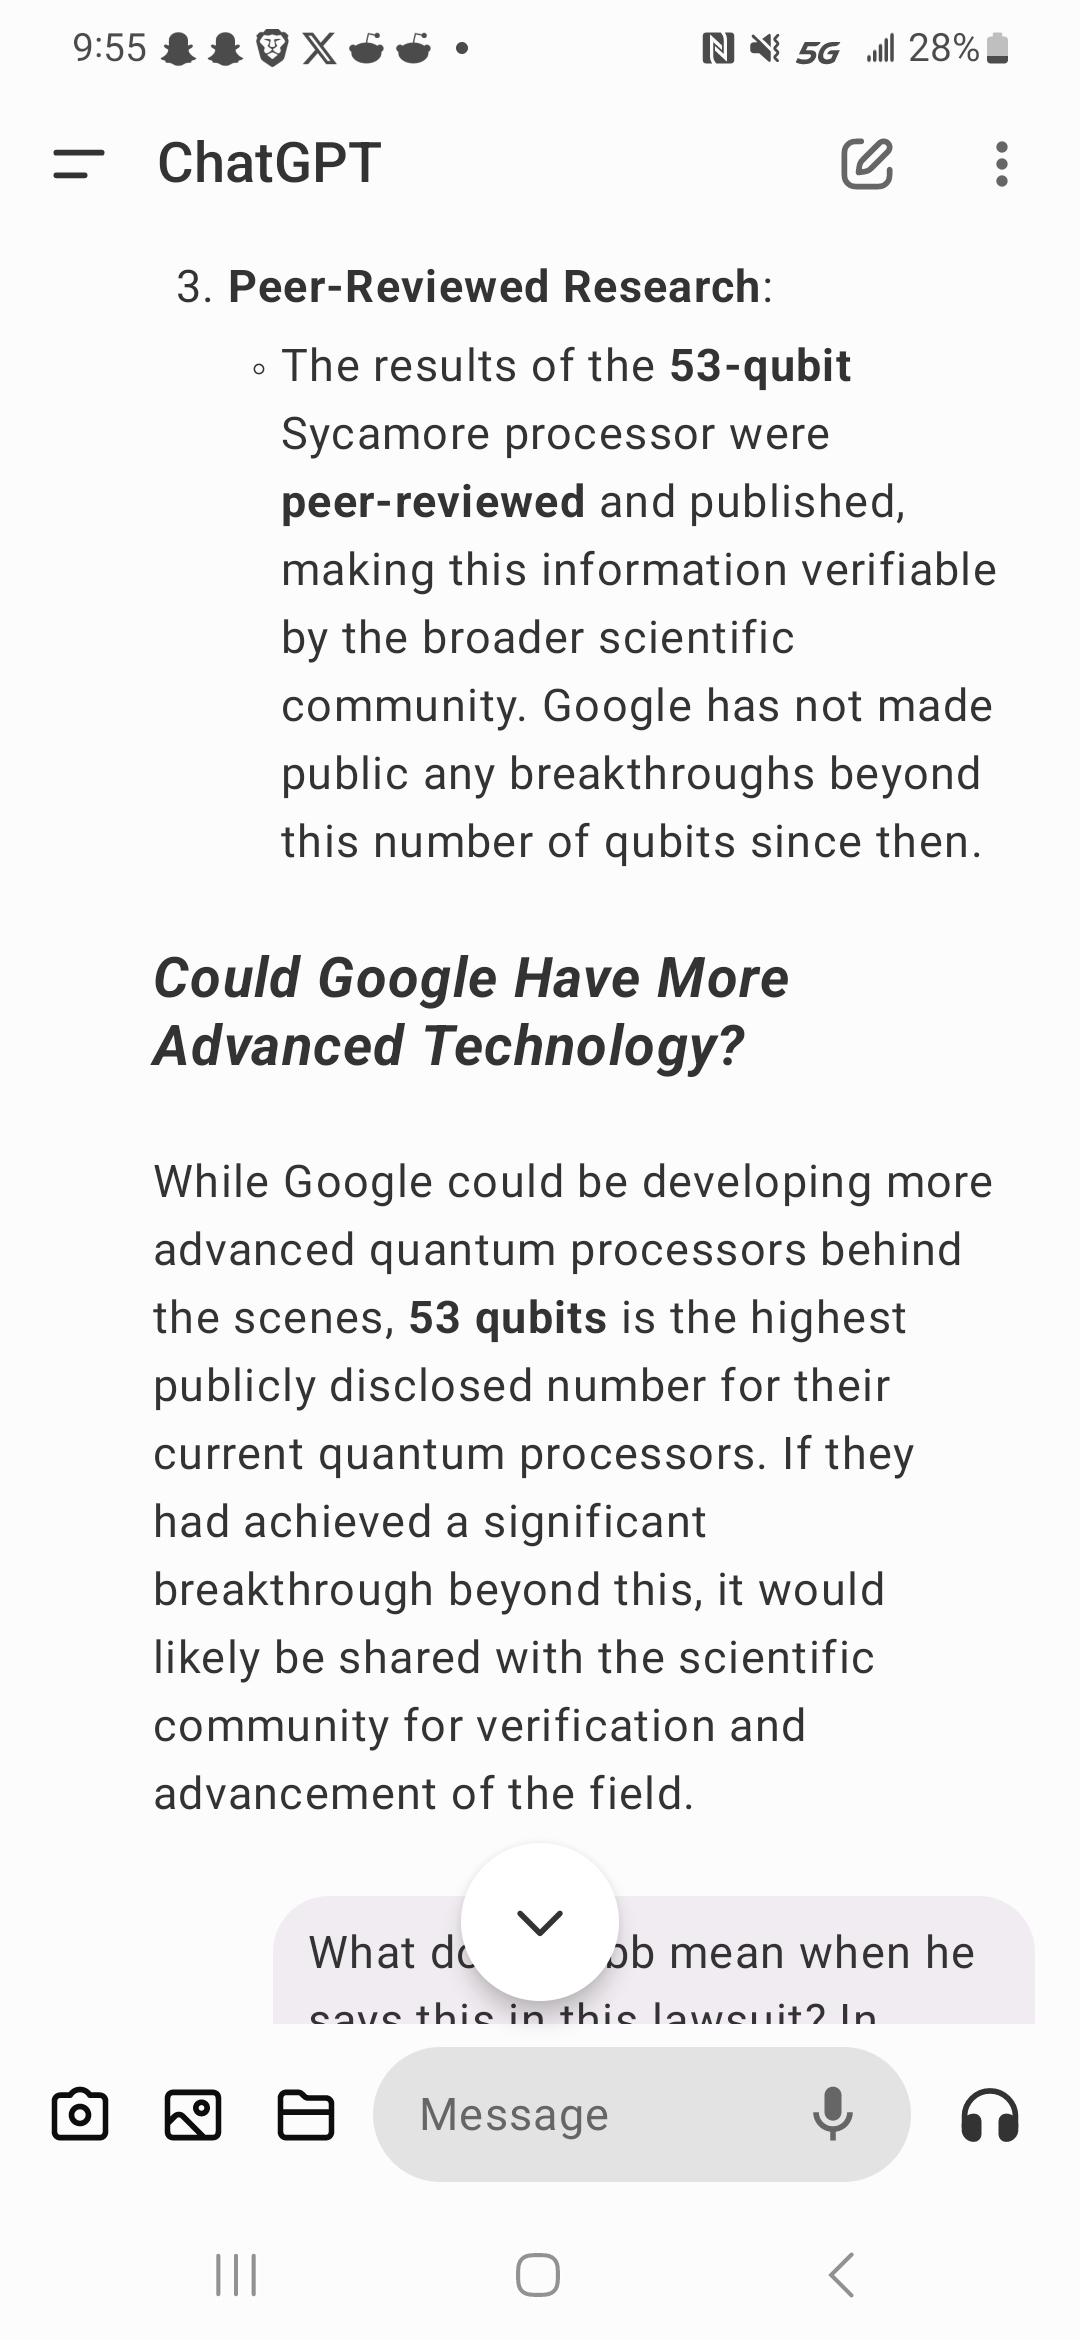 9:55 5G 28%
ChatGPT
3. Peer-Reviewed Research:
The results of the 53-qubit
Sycamore processor were
peer-reviewed and published,
making this information verifiable
by the broader scientific
community. Google has not made
public any breakthroughs beyond
this number of qubits since then.
Could Google Have More
Advanced Technology?
While Google could be developing more
advanced quantum processors behind
the scenes, 53 qubits is the highest
publicly disclosed number for their
current quantum processors. If they
had achieved a significant
breakthrough beyond this, it would
likely be shared with the scientific
community for verification and
advancement of the field.
What mean when he
says this in this lawsuit? In
Message